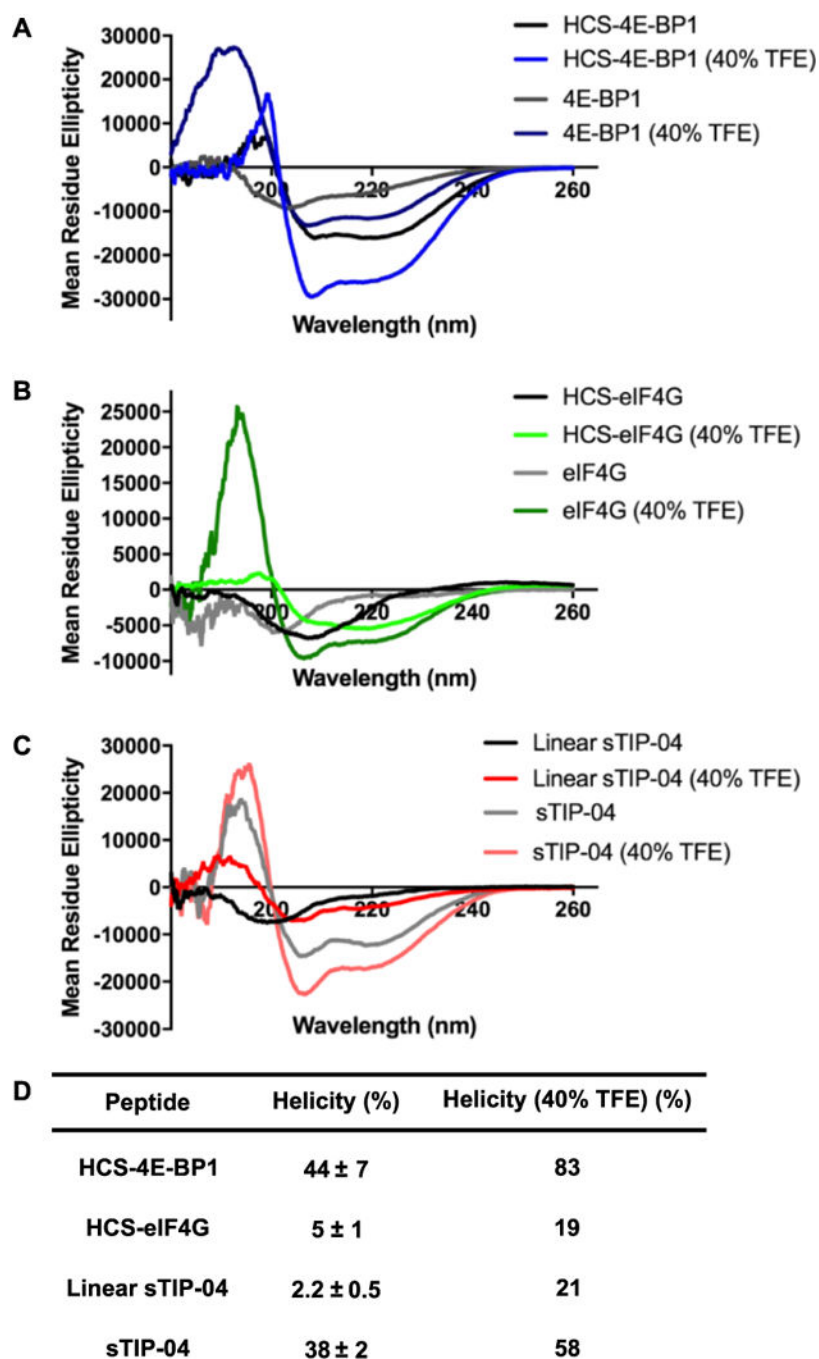 A
30000
20000
10000
0
-10000
-20000
-30000
Mean Residue Ellipticity
200 220 240 260
Wavelength (nm)
HCS-4E-BP1
HCS-4E-BP1 (40% TFE)
4E-BP1
4E-BP1 (40% TFE)
B
25000
20000
15000
10000
5000
0
-5000
-10000
Mean Residue Ellipticity
200 220 240 260
Wavelength (nm)
HCS-eIF4G
HCS-eIF4G (40% TFE)
eIF4G
eIF4G (40% TFE)
C
30000
20000
10000
0
-10000
-20000
-30000
Mean Residue Ellipticity
200 220 240 260
Wavelength (nm)
Linear sTIP-04
Linear sTIP-04 (40% TFE)
sTIP-04
sTIP-04 (40% TFE)
D
Peptide Helicity (%) Helicity (40% TFE) (%)
HCS-4E-BP1 44 ± 7 83
HCS-eIF4G 5 ± 1 19
Linear sTIP-04 2.2 ± 0.5 21
sTIP-04 38 ± 2 58